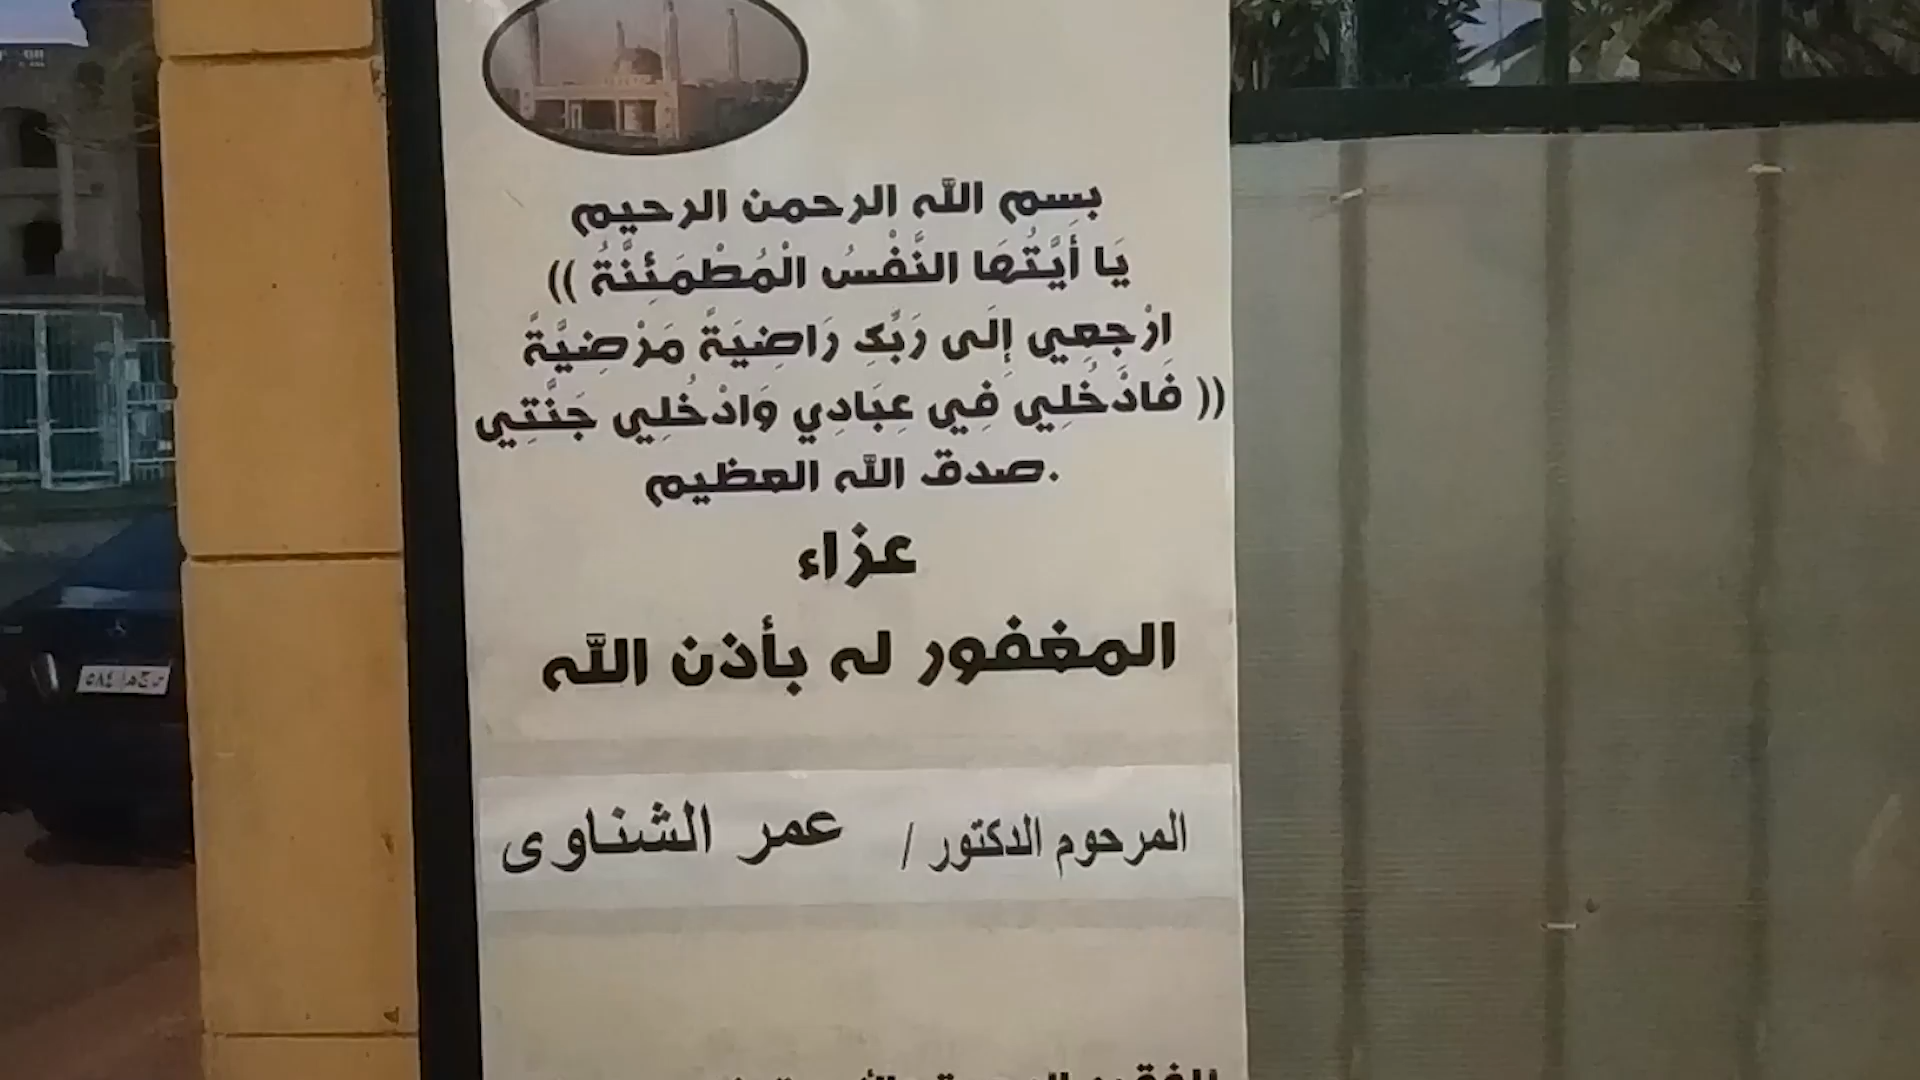 بسم الله الرحمن الرحيم
يَا أَيَّتُهَا النَّفْسُ الْمُطْمَئِنَّةُ ((
ارْجِعِي إِلَى رَبِّكِ رَاضِيَةً مَرْضِيَّةً
(( فَادْخُلِي فِي عِبَادِي وَادْخُلِي جَنَّتِي
صدق الله العظيم.
عزاء
المغفور له بأذن الله
المرحوم الدكتور / عمر الشناوى